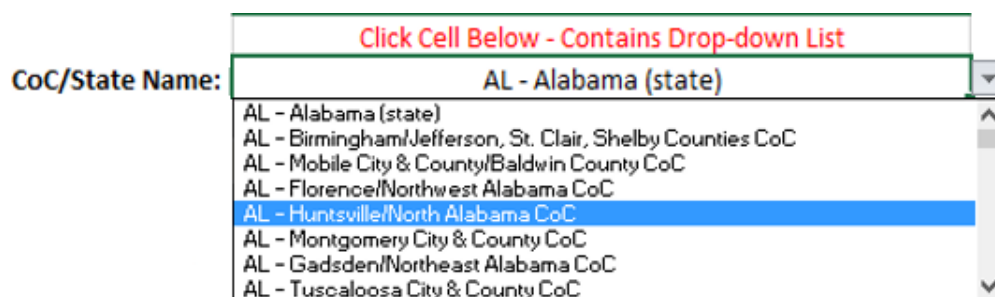 Click Cell Below - Contains Drop-down List
CoC/State Name: AL - Alabama (state)
AL - Alabama (state)
AL - Birmingham/Jefferson, St. Clair, Shelby Counties CoC
AL - Mobile City & County/Baldwin County CoC
AL - Florence/Northwest Alabama CoC
AL - Huntsville/North Alabama CoC
AL - Montgomery City & County CoC
AL - Gadsden/Northeast Alabama CoC
AL - Tuscaloosa City & County CoC